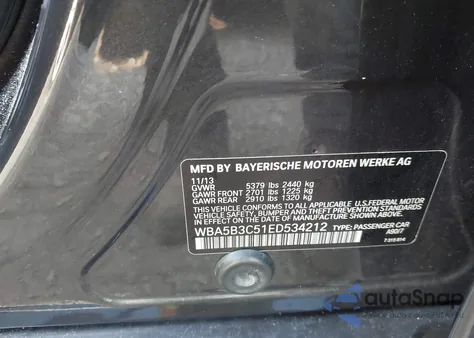 MFD BY BAYERISCHE MOTOREN WERKE AG
11/13
GVWR 5379 lbs 2440 kg
GAWR FRONT 2701 lbs 1225 kg
GAWR REAR 2910 lbs 1320 kg
THIS VEHICLE CONFORMS TO ALL APPLICABLE U.S. FEDERAL MOTOR
VEHICLE SAFETY, BUMPER, AND THEFT PREVENTION STANDARDS IN
EFFECT ON THE DATE OF MANUFACTURE SHOWN ABOVE.
WBA5B3C51ED534212 TYPE: PASSENGER CAR
A90/7
autoSnap